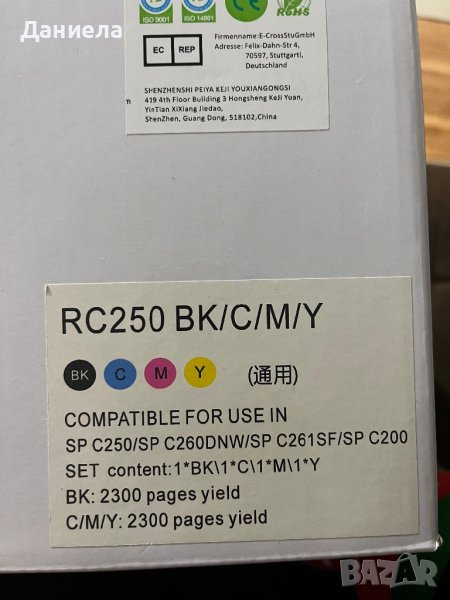 Даниела
ISO 9001
ISO 14001
CE
RoHS
EC REP
Firmenname:E-CrossStuGmbH
Adresse: Felix-Dahn-Str 4,
70597, Stuttgartl,
Deutschland
SHENZHENSHI PEIYA KEJI YOUXIANGONGSI
419 4th Floor Building 3 Hongsheng Keji Yuan,
YinTian XiXiang Jiedao,
ShenZhen, Guang Dong, 518102,China
m
RC250 BK/C/M/Y
BK C M Y (通用)
COMPATIBLE FOR USE IN
SP C250/SP C260DNW/SP C261SF/SP C200
SET content:1*BK\1*C\1*M\1*Y
BK: 2300 pages yield
C/M/Y: 2300 pages yield
BAZAR